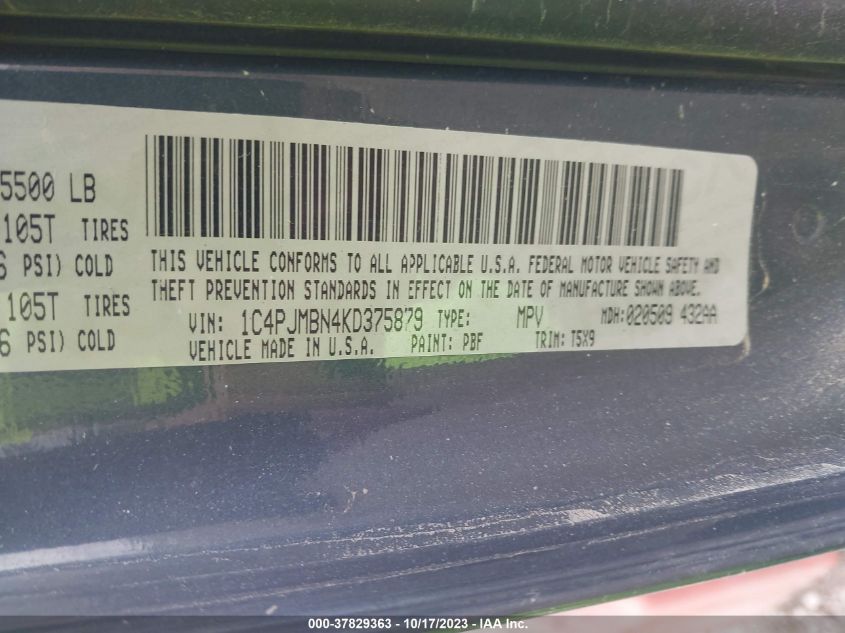 5500 LB
105T TIRES
6 PSI) COLD
105T TIRES
6 PSI) COLD
THIS VEHICLE CONFORMS TO ALL APPLICABLE U.S.A. FEDERAL MOTOR VEHICLE SAFETY AND
THEFT PREVENTION STANDARDS IN EFFECT ON THE DATE OF MANUFACTURE SHOWN ABOVE.
VIN: 1C4PJMBN4KD375879 TYPE: MPV MDH:020509 432AA
VEHICLE MADE IN U.S.A. PAINT: PBF TRIM: T5X9
000-37829363 - 10/17/2023 - IAA Inc.